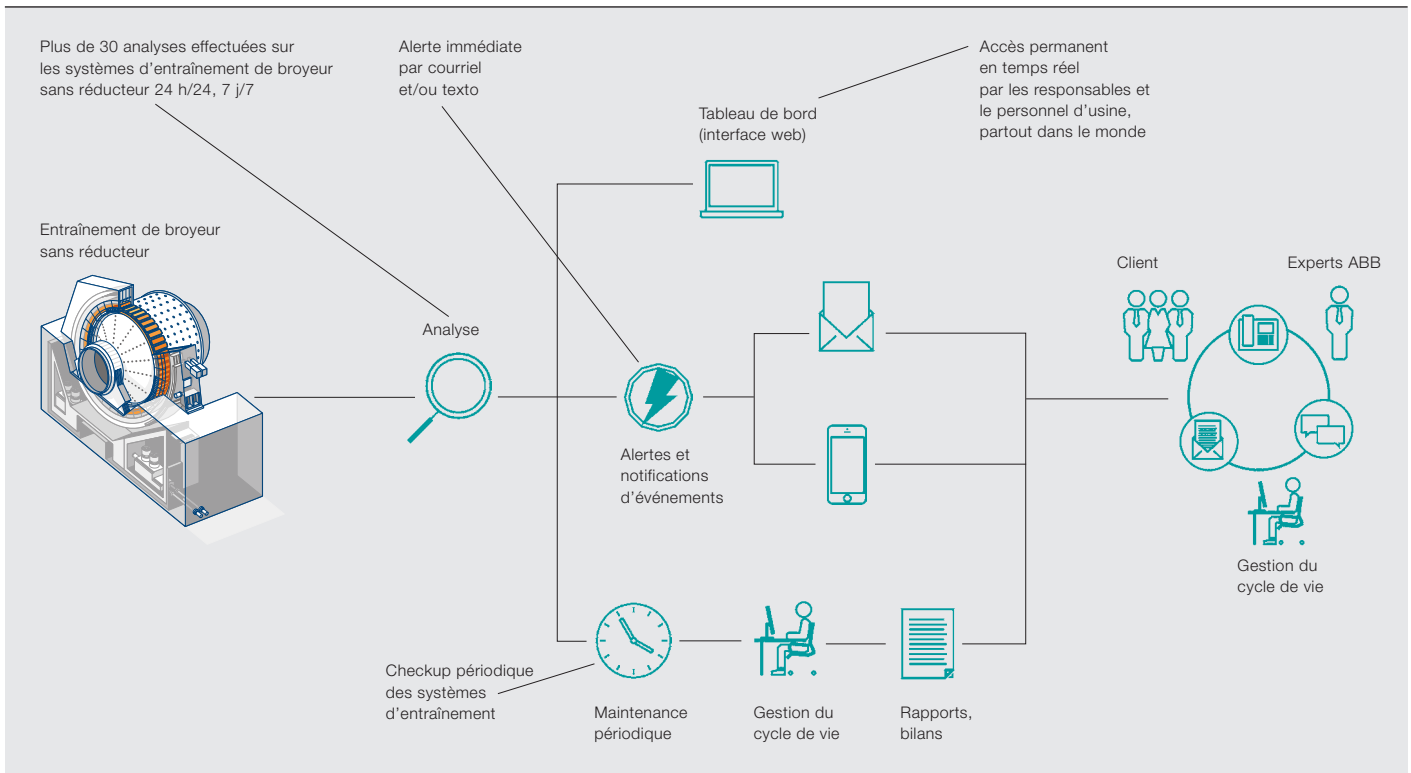 Plus de 30 analyses effectuées sur
les systèmes d'entraînement de broyeur
sans réducteur 24 h/24, 7 j/7
Alerte immédiate
par courriel
et/ou texto
Accès permanent
en temps réel
par les responsables et
le personnel d'usine,
partout dans le monde
Tableau de bord
(interface web)
Entraînement de broyeur
sans réducteur
Analyse
Client
Experts ABB
Alertes et
notifications
d'événements
Gestion du
cycle de vie
Checkup périodique
des systèmes
d'entraînement
Maintenance
périodique
Gestion du
cycle de vie
Rapports,
bilans